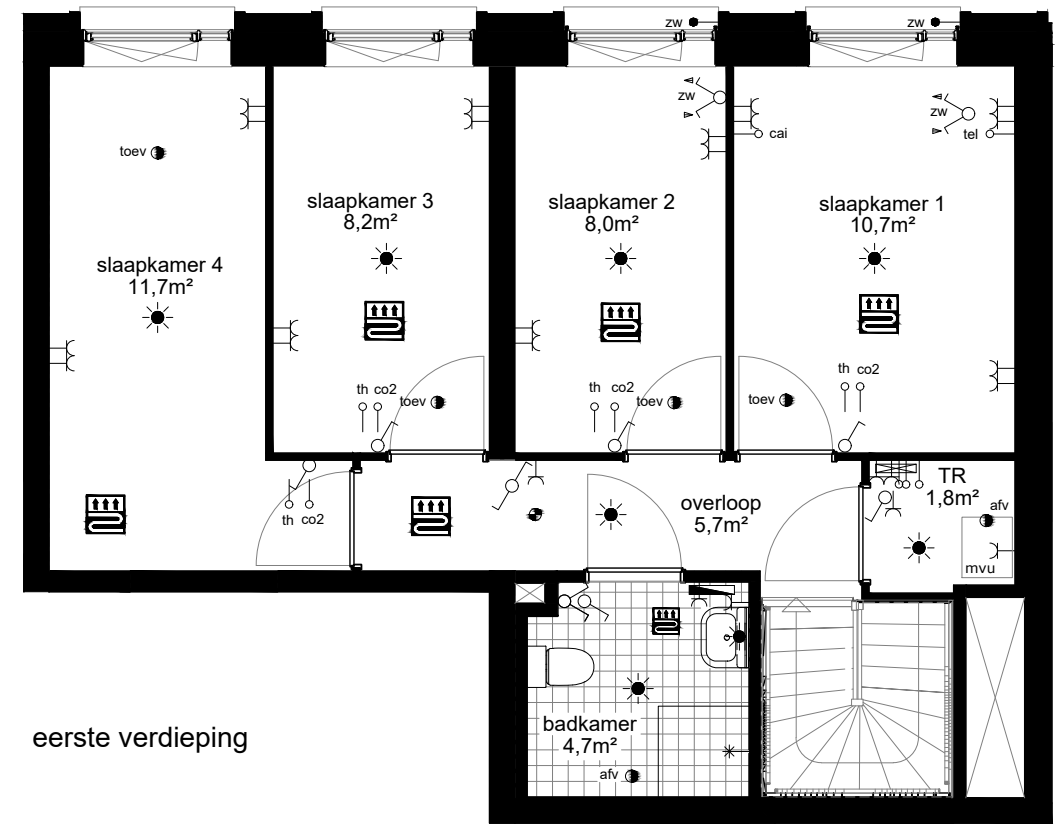 zw
zw
zw
zw
cai
tel
toev
slaapkamer 3
8,2m²
slaapkamer 2
8,0m²
slaapkamer 1
10,7m²
slaapkamer 4
11,7m²
th co2
toev
th co2
toev
toev
th co2
th co2
overloop
5,7m²
TR
1,8m²
afv
mvu
badkamer
4,7m²
afv
eerste verdieping